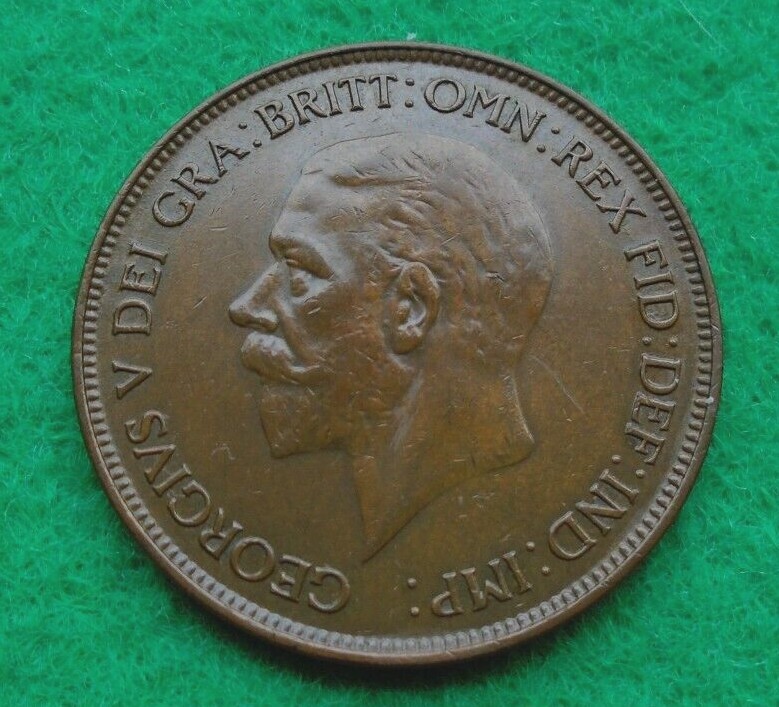 GEORGIVS V DEI GRA:BRITT:OMN:REX FID:DEF:IND:IMP: